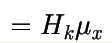 = H_k μ_x